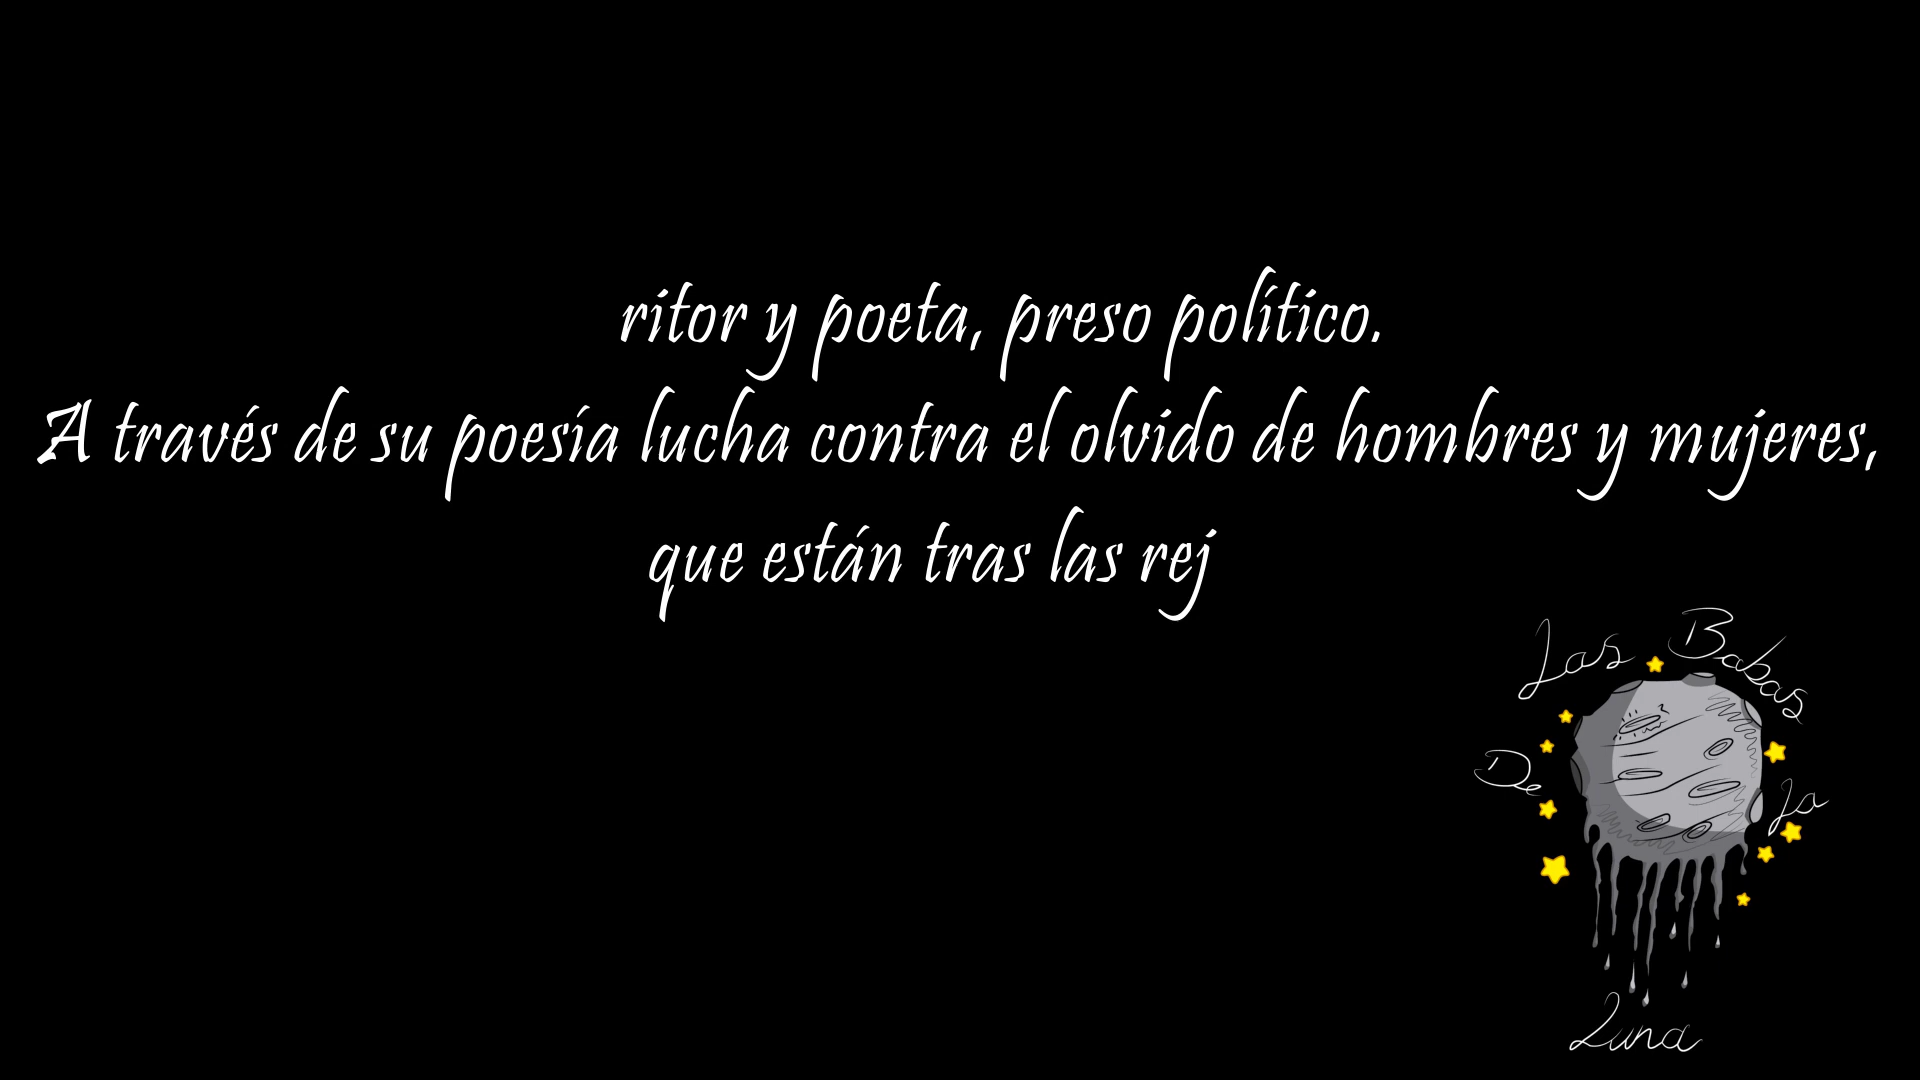 ritor y poeta, preso político.
A través de su poesía lucha contra el olvido de hombres y mujeres,
que están tras las rej
Las Babas
De la
Luna